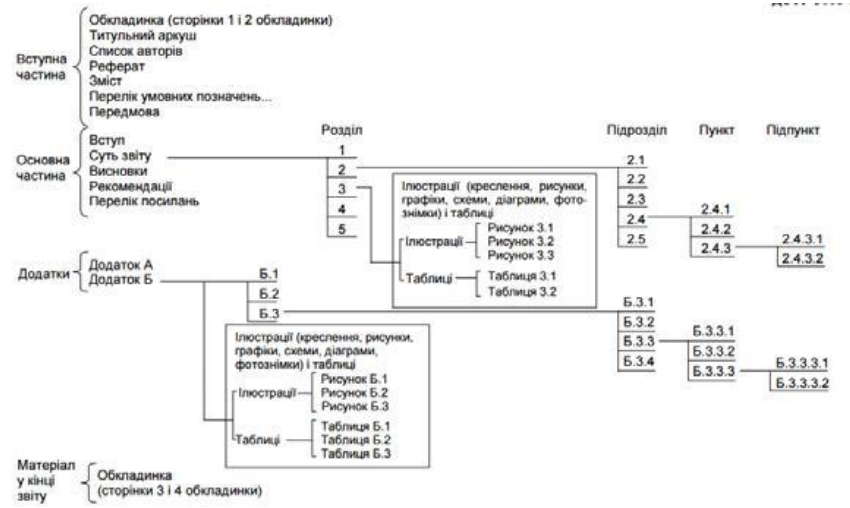 Вступна
частина
Обкладинка (сторінки 1 і 2 обкладинки)
Титульний аркуш
Список авторів
Реферат
Зміст
Перелік умовних позначень...
Передмова
Розділ
Підрозділ
Пункт
Підпункт
Основна
частина
Вступ
Суть звіту
Висновки
Рекомендації
Перелік посилань
1
2
3
4
5
2.1
2.2
2.3
2.4
2.5
2.4.1
2.4.2
2.4.3
2.4.3.1
2.4.3.2
Ілюстрації (креслення, рисунки,
графіки, схеми, діаграми, фото-
знімки) і таблиці
Ілюстрації
Рисунок 3.1
Рисунок 3.2
Рисунок 3.3
Таблиці
Таблиця 3.1
Таблиця 3.2
Додатки
Додаток А
Додаток Б
Б.1
Б.2
Б.3
Б.3.1
Б.3.2
Б.3.3
Б.3.4
Б.3.3.1
Б.3.3.2
Б.3.3.3
Б.3.3.3.1
Б.3.3.3.2
Ілюстрації (креслення, рисунки,
графіки, схеми, діаграми,
фотознімки) і таблиці
Ілюстрації
Рисунок Б.1
Рисунок Б.2
Рисунок Б.3
Таблиці
Таблиця Б.1
Таблиця Б.2
Таблиця Б.3
Матеріал
у кінці
звіту
Обкладинка
(сторінки 3 і 4 обкладинки)